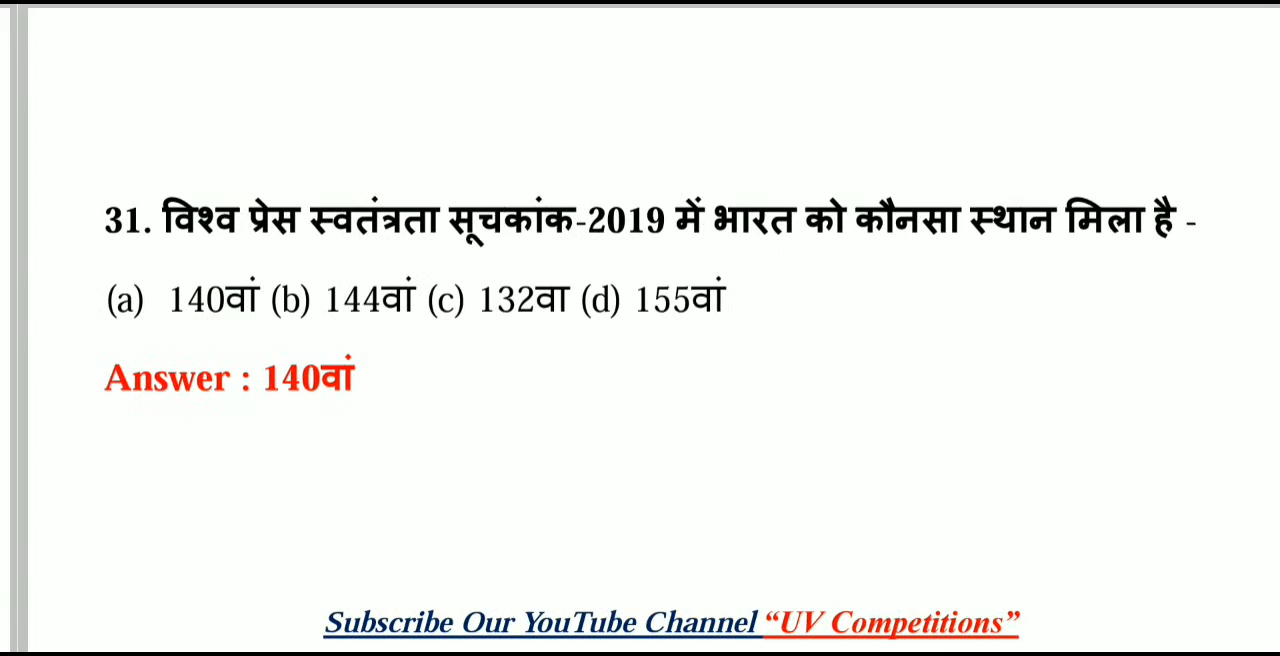 31. विश्व प्रेस स्वतंत्रता सूचकांक-2019 में भारत को कौनसा स्थान मिला है -
(a) 140वां (b) 144वां (c) 132वा (d) 155वां
Answer : 140वां
Subscribe Our YouTube Channel “UV Competitions”